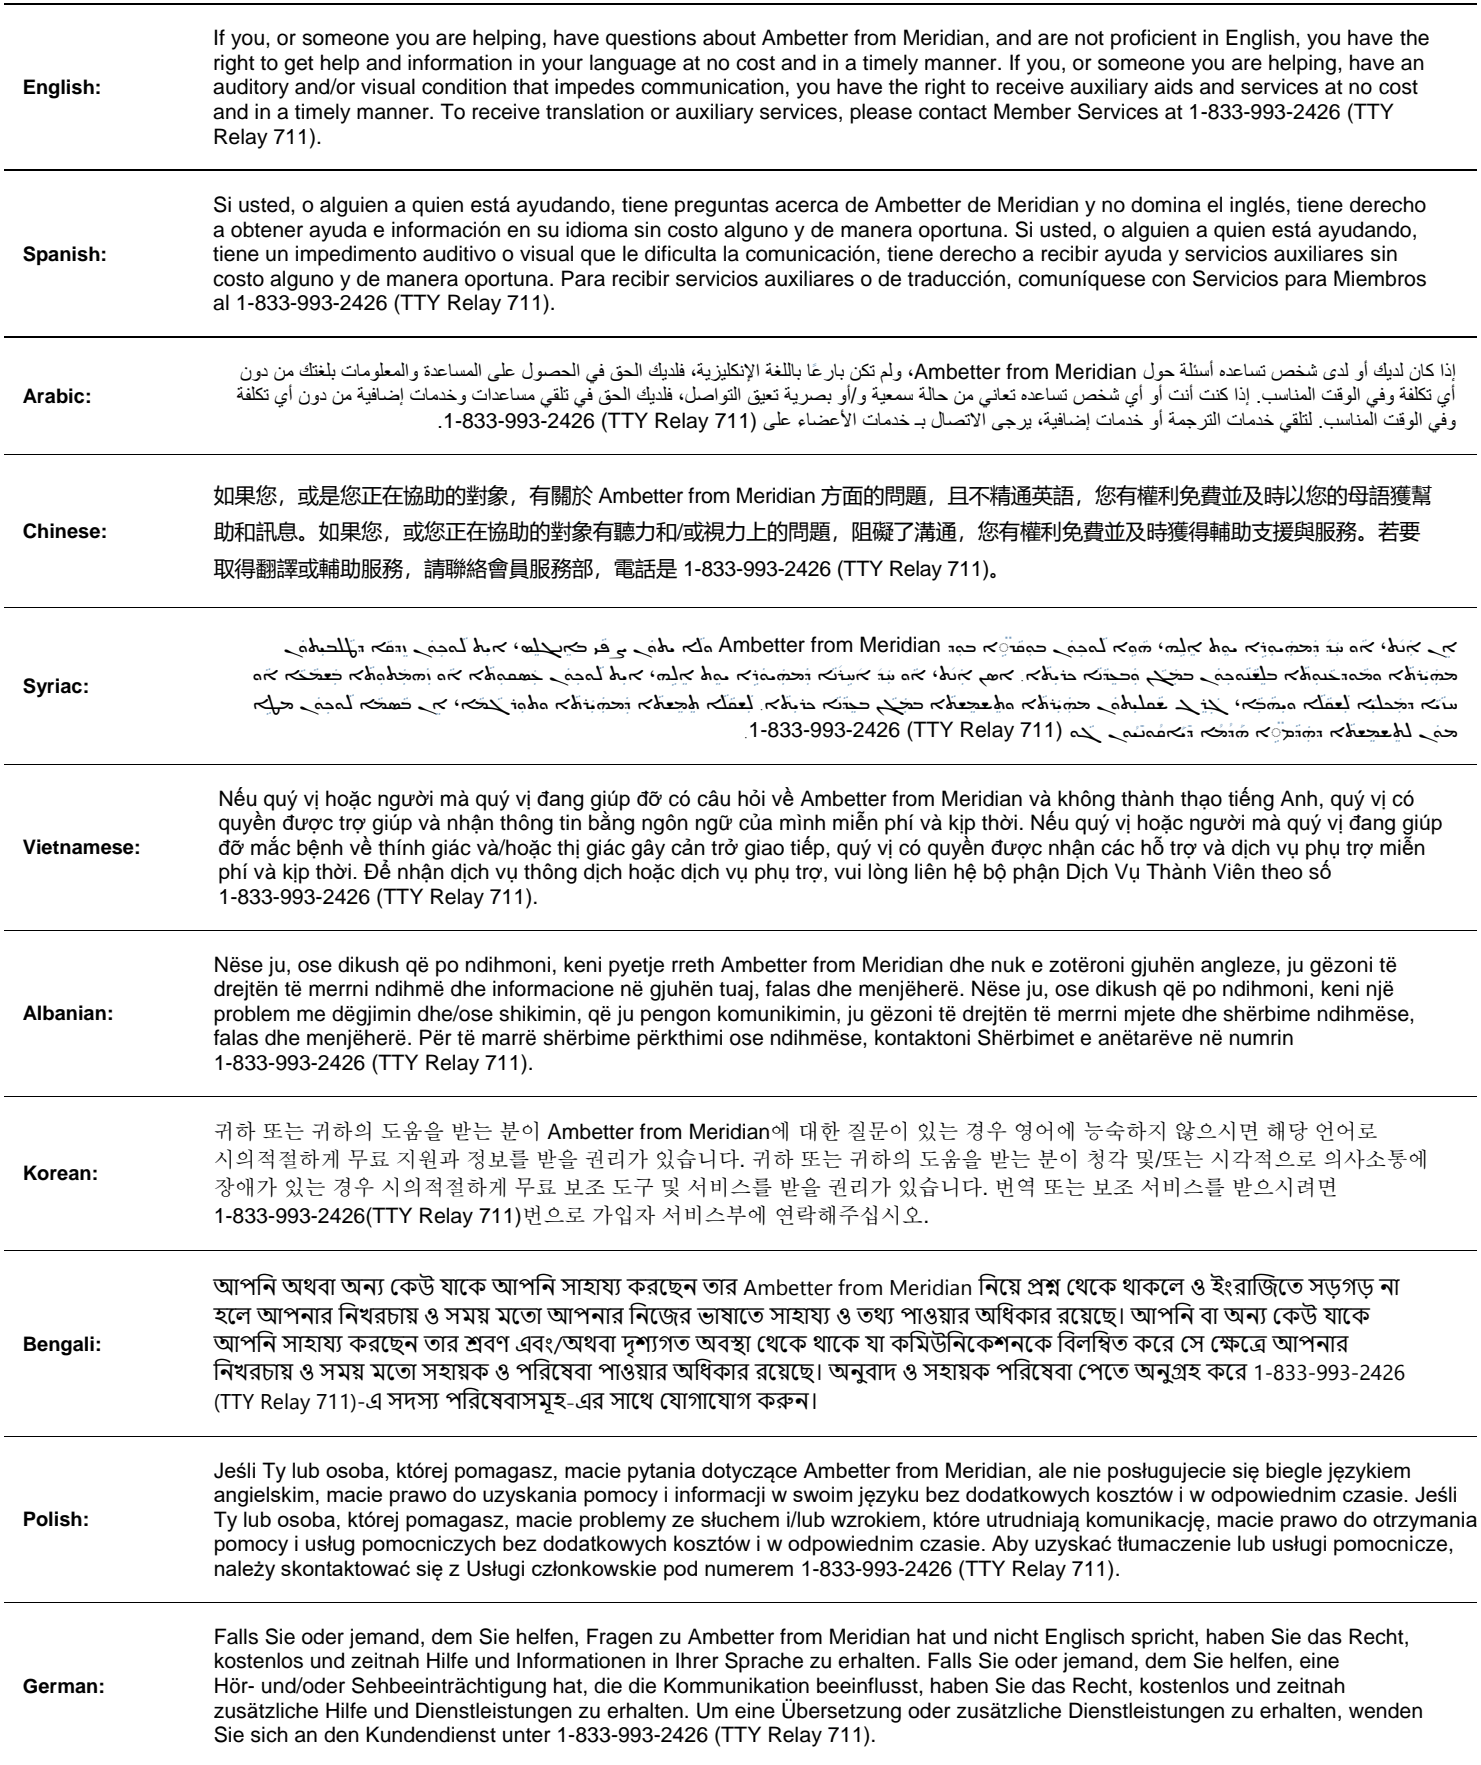 English:
If you, or someone you are helping, have questions about Ambetter from Meridian, and are not proficient in English, you have the
right to get help and information in your language at no cost and in a timely manner. If you, or someone you are helping, have an
auditory and/or visual condition that impedes communication, you have the right to receive auxiliary aids and services at no cost
and in a timely manner. To receive translation or auxiliary services, please contact Member Services at 1-833-993-2426 (TTY
Relay 711).
Spanish:
Si usted, o alguien a quien está ayudando, tiene preguntas acerca de Ambetter de Meridian y no domina el inglés, tiene derecho
a obtener ayuda e información en su idioma sin costo alguno y de manera oportuna. Si usted, o alguien a quien está ayudando,
tiene un impedimento auditivo o visual que le dificulta la comunicación, tiene derecho a recibir ayuda y servicios auxiliares sin
costo alguno y de manera oportuna. Para recibir servicios auxiliares o de traducción, comuníquese con Servicios para Miembros
al 1-833-993-2426 (TTY Relay 711).
Arabic:
إذا كان لديك أو لدى شخص تساعده أسئلة حول Ambetter from Meridian، ولم تكن بارعًا باللغة الإنكليزية، فلديك الحق في الحصول على المساعدة والمعلومات بلغتك من دون
أي تكلفة وفي الوقت المناسب. إذا كنت أنت أو أي شخص تساعده تعاني من حالة سمعية و/أو بصرية تعيق التواصل، فلديك الحق في تلقي مساعدات وخدمات إضافية من دون أي تكلفة
وفي الوقت المناسب. لتلقي خدمات الترجمة أو خدمات إضافية، يرجى الاتصال بـ خدمات الأعضاء على 1-833-993-2426 (TTY Relay 711).
Chinese:
如果您，或是您正在協助的對象，有關於 Ambetter from Meridian 方面的問題，且不精通英語，您有權利免費並及時以您的母語獲幫
助和訊息。如果您，或您正在協助的對象有聽力和/或視力上的問題，阻礙了溝通，您有權利免費並及時獲得輔助支援與服務。若要
取得翻譯或輔助服務，請聯絡會員服務部，電話是 1-833-993-2426 (TTY Relay 711)。
Syriac:
Ambetter from Meridian
1-833-993-2426 (TTY Relay 711).
Vietnamese:
Nếu quý vị hoặc người mà quý vị đang giúp đỡ có câu hỏi về Ambetter from Meridian và không thành thạo tiếng Anh, quý vị có
quyền được trợ giúp và nhận thông tin bằng ngôn ngữ của mình miễn phí và kịp thời. Nếu quý vị hoặc người mà quý vị đang giúp
đỡ mắc bệnh về thính giác và/hoặc thị giác gây cản trở giao tiếp, quý vị có quyền được nhận các hỗ trợ và dịch vụ phụ trợ miễn
phí và kịp thời. Để nhận dịch vụ thông dịch hoặc dịch vụ phụ trợ, vui lòng liên hệ bộ phận Dịch Vụ Thành Viên theo số
1-833-993-2426 (TTY Relay 711).
Albanian:
Nëse ju, ose dikush që po ndihmoni, keni pyetje rreth Ambetter from Meridian dhe nuk e zotëroni gjuhën angleze, ju gëzoni të
drejtën të merrni ndihmë dhe informacione në gjuhën tuaj, falas dhe menjëherë. Nëse ju, ose dikush që po ndihmoni, keni një
problem me dëgjimin dhe/ose shikimin, që ju pengon komunikimin, ju gëzoni të drejtën të merrni mjete dhe shërbime ndihmëse,
falas dhe menjëherë. Për të marrë shërbime përkthimi ose ndihmëse, kontaktoni Shërbimet e anëtarëve në numrin
1-833-993-2426 (TTY Relay 711).
Korean:
귀하 또는 귀하의 도움을 받는 분이 Ambetter from Meridian에 대한 질문이 있는 경우 영어에 능숙하지 않으시면 해당 언어로
시의적절하게 무료 지원과 정보를 받을 권리가 있습니다. 귀하 또는 귀하의 도움을 받는 분이 청각 및/또는 시각적으로 의사소통에
장애가 있는 경우 시의적절하게 무료 보조 도구 및 서비스를 받을 권리가 있습니다. 번역 또는 보조 서비스를 받으시려면
1-833-993-2426(TTY Relay 711)번으로 가입자 서비스부에 연락해주십시오.
Bengali:
আপনি অথবা অন্য কেউ যাকে আপনি সাহায্য করছেন তার Ambetter from Meridian নিয়ে প্রশ্ন থেকে থাকলে ও ইংরাজিতে সড়গড় না
হলে আপনার নিখরচায় ও সময় মতো আপনার নিজের ভাষাতে সাহায্য ও তথ্য পাওয়ার অধিকার রয়েছে। আপনি বা অন্য কেউ যাকে
আপনি সাহায্য করছেন তার শ্রবণ এবং/অথবা দৃশ্যগত অবস্থা থেকে থাকে যা কমিউনিকেশনকে বিলম্বিত করে সে ক্ষেত্রে আপনার
নিখরচায় ও সময় মতো সহায়ক ও পরিষেবা পাওয়ার অধিকার রয়েছে। অনুবাদ ও সহায়ক পরিষেবা পেতে অনুগ্রহ করে 1-833-993-2426
(TTY Relay 711)-এ সদস্য পরিষেবাসমূহ-এর সাথে যোগাযোগ করুন।
Polish:
Jeśli Ty lub osoba, której pomagasz, macie pytania dotyczące Ambetter from Meridian, ale nie posługujecie się biegle językiem
angielskim, macie prawo do uzyskania pomocy i informacji w swoim języku bez dodatkowych kosztów i w odpowiednim czasie. Jeśli
Ty lub osoba, której pomagasz, macie problemy ze słuchem i/lub wzrokiem, które utrudniają komunikację, macie prawo do otrzymania
pomocy i usług pomocniczych bez dodatkowych kosztów i w odpowiednim czasie. Aby uzyskać tłumaczenie lub usługi pomocnicze,
należy skontaktować się z Usługi członkowskie pod numerem 1-833-993-2426 (TTY Relay 711).
German:
Falls Sie oder jemand, dem Sie helfen, Fragen zu Ambetter from Meridian hat und nicht Englisch spricht, haben Sie das Recht,
kostenlos und zeitnah Hilfe und Informationen in Ihrer Sprache zu erhalten. Falls Sie oder jemand, dem Sie helfen, eine
Hör- und/oder Sehbeeinträchtigung hat, die die Kommunikation beeinflusst, haben Sie das Recht, kostenlos und zeitnah
zusätzliche Hilfe und Dienstleistungen zu erhalten. Um eine Übersetzung oder zusätzliche Dienstleistungen zu erhalten, wenden
Sie sich an den Kundendienst unter 1-833-993-2426 (TTY Relay 711).